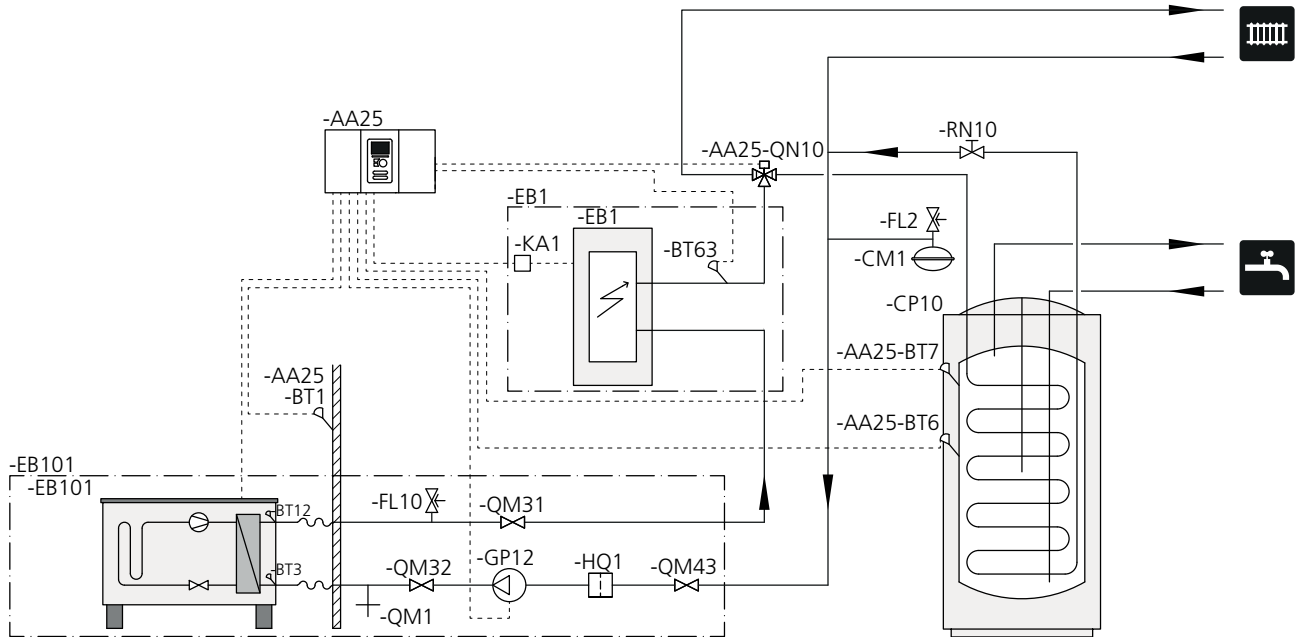 -AA25
-RN10
-AA25-QN10
-EB1
-EB1
-FL2
-KA1
-BT63
-CM1
-CP10
-AA25-BT7
-AA25
-BT1
-AA25-BT6
-EB101
-EB101
-FL10
-QM31
-BT12
-GP12
-HQ1
-QM32
-QM43
-BT3
-QM1